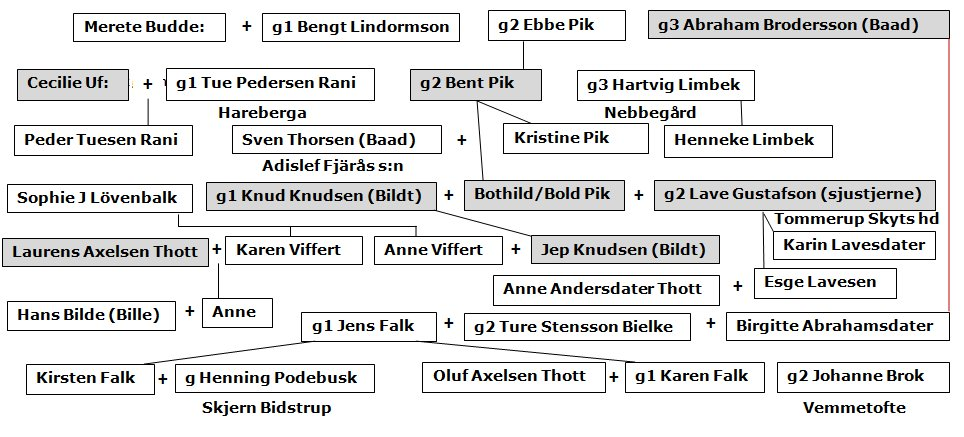 Merete Budde: + g1 Bengt Lindormson g2 Ebbe Pik g3 Abraham Brodersson (Baad)
Cecilie Uf: + g1 Tue Pedersen Rani g2 Bent Pik g3 Hartvig Limbek
Hareberga Nebbegård
Peder Tuesen Rani Sven Thorsen (Baad) + Kristine Pik Henneke Limbek
Adislef Fjärås s:n
Sophie J Lövenbalk g1 Knud Knudsen (Bildt) + Bothild/Bold Pik + g2 Lave Gustafson (sjustjerne)
Tommerup Skyts hd
Laurens Axelsen Thott + Karen Viffert Anne Viffert + Jep Knudsen (Bildt) Karin Lavesdater
Anne Andersdater Thott + Esge Lavesen
Hans Bilde (Bille) + Anne
g1 Jens Falk + g2 Ture Stensson Bielke + Birgitte Abrahamsdater
Kirsten Falk + g Henning Podebusk Oluf Axelsen Thott + g1 Karen Falk g2 Johanne Brok
Skjern Bidstrup Vemmetofte